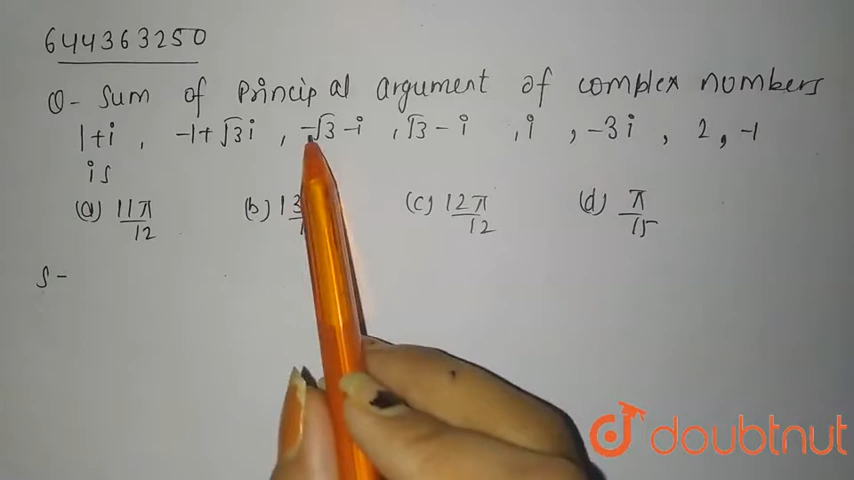 644363250
Q- Sum of principal argument of complex numbers
1+i , -1+√3i , -√3-i , √3-i , i , -3i , 2 , -1
is
(a) 11π/12 (b) 13 (c) 12π/12 (d) π/15
S-
doubtnut